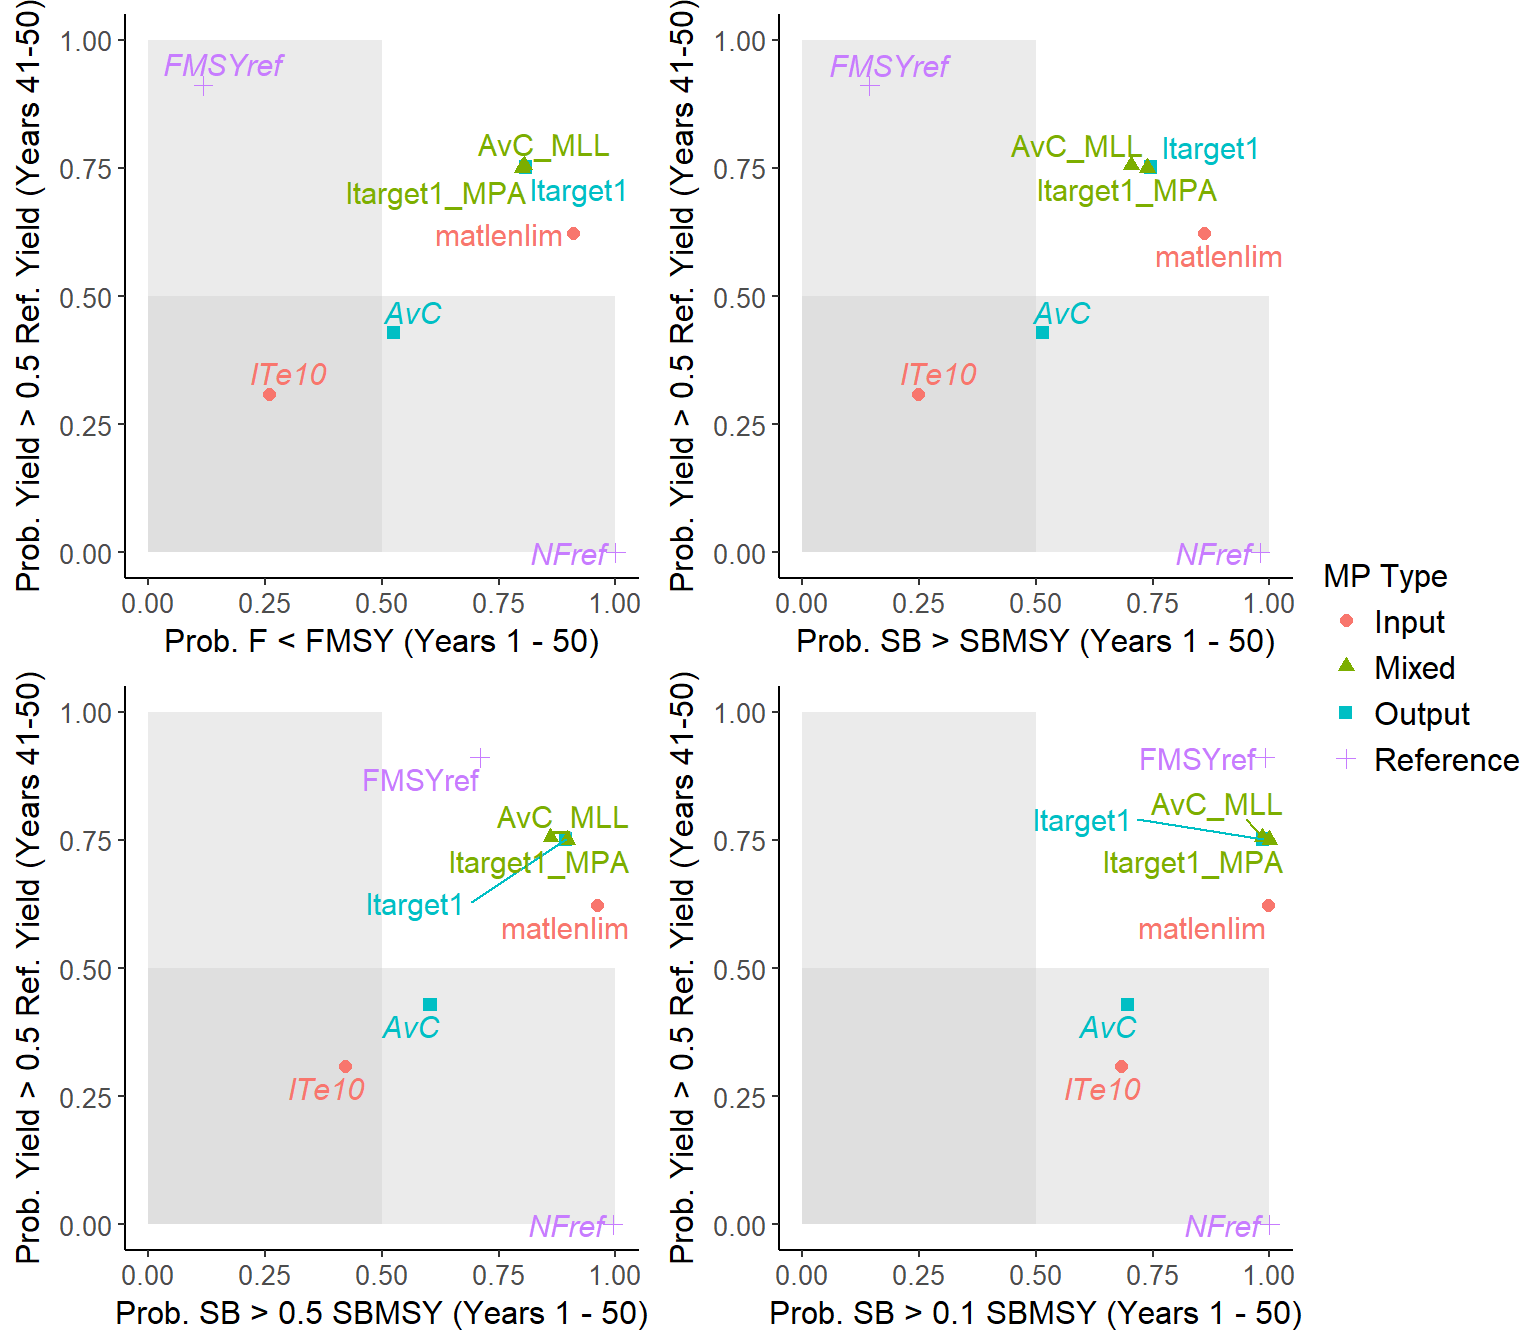 Prob. Yield > 0.5 Ref. Yield (Years 41-50)
1.00
0.75
0.50
0.25
0.00
FMSYref
AvC_MLL
Itarget1_MPA
Itarget1
matlenlim
AvC
ITe10
NFref
0.00 0.25 0.50 0.75 1.00
Prob. F < FMSY (Years 1 - 50)
Prob. Yield > 0.5 Ref. Yield (Years 41-50)
1.00
0.75
0.50
0.25
0.00
FMSYref
AvC_MLL
Itarget1
Itarget1_MPA
matlenlim
AvC
ITe10
NFref
0.00 0.25 0.50 0.75 1.00
Prob. SB > SBMSY (Years 1 - 50)
Prob. Yield > 0.5 Ref. Yield (Years 41-50)
1.00
0.75
0.50
0.25
0.00
FMSYref
AvC_MLL
Itarget1_MPA
Itarget1
matlenlim
AvC
ITe10
NFref
0.00 0.25 0.50 0.75 1.00
Prob. SB > 0.5 SBMSY (Years 1 - 50)
Prob. Yield > 0.5 Ref. Yield (Years 41-50)
1.00
0.75
0.50
0.25
0.00
FMSYref
AvC_MLL
Itarget1
Itarget1_MPA
matlenlim
AvC
ITe10
NFref
0.00 0.25 0.50 0.75 1.00
Prob. SB > 0.1 SBMSY (Years 1 - 50)
MP Type
Input
Mixed
Output
Reference